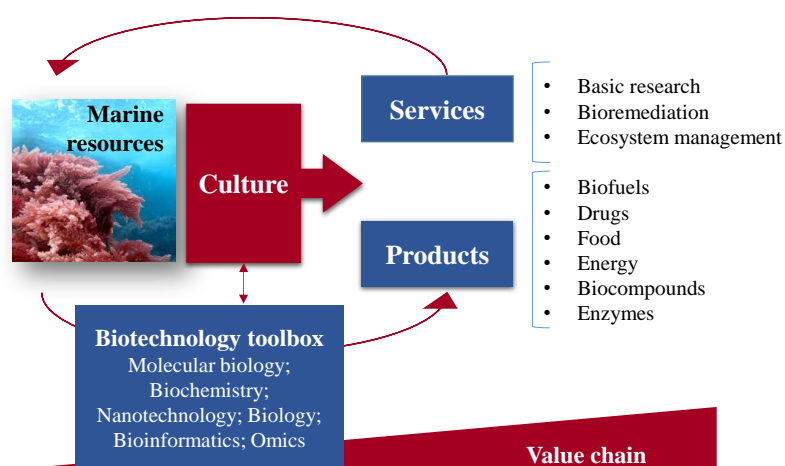 Marine
resources
Culture
Services
• Basic research
• Bioremediation
• Ecosystem management
Products
• Biofuels
• Drugs
• Food
• Energy
• Biocompounds
• Enzymes
Biotechnology toolbox
Molecular biology;
Biochemistry;
Nanotechnology; Biology;
Bioinformatics; Omics
Value chain